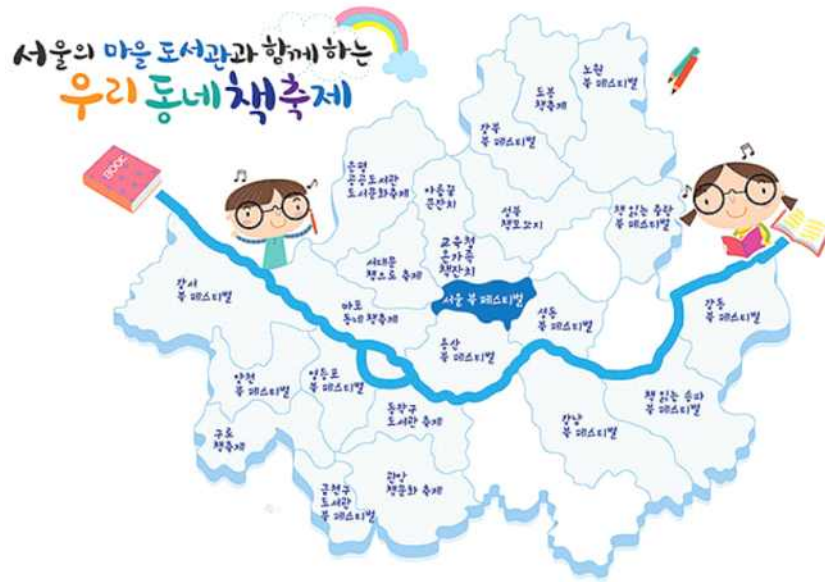 서울의 마을 도서관과 함께 하는
우리 동네 책축제
BOOK
노원
북 페스티벌
도봉
책축제
강북
북 페스티벌
은평
공공도서관
도서문화축제
아름꿈
큰잔치
성북
책모꼬지
책 읽는 중랑
북 페스티벌
교육청
온가족
책잔치
서대문
책으로 축제
강서
북 페스티벌
서울 북 페스티벌
마포
동네 책축제
성동
북 페스티벌
강동
북 페스티벌
용산
북 페스티벌
양천
북 페스티벌
영등포
북 페스티벌
동작구
도서관 축제
강남
북 페스티벌
책 읽는 송파
북 페스티벌
구로
책축제
금천구
도서관
북 페스티벌
관악
책문화 축제